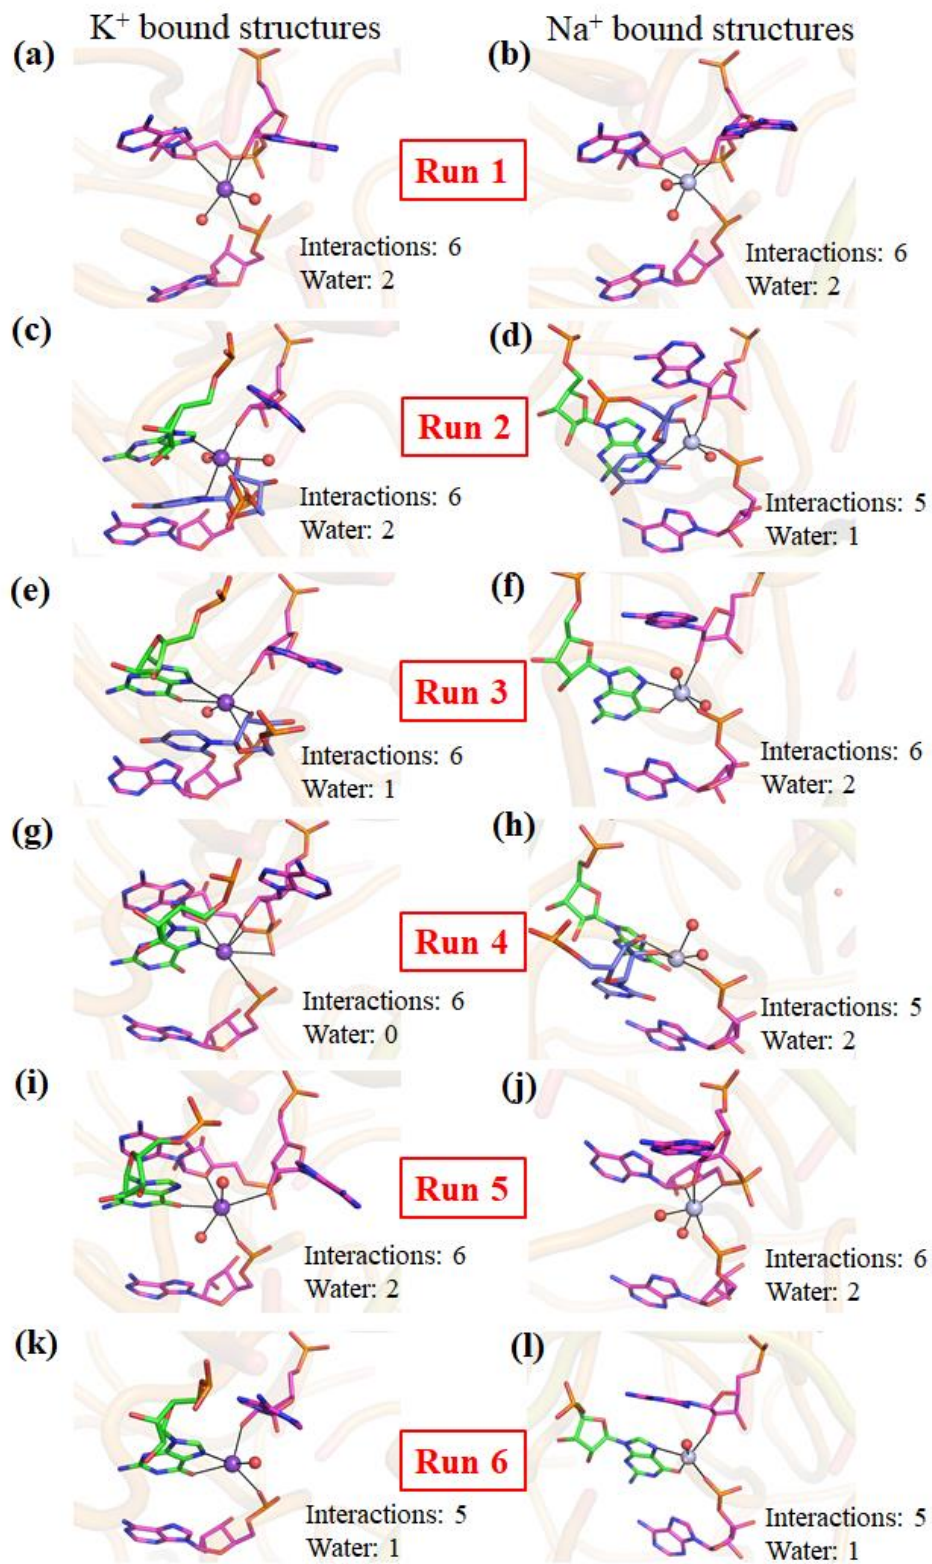 K⁺ bound structures
Na⁺ bound structures
(a)
(b)
Run 1
Interactions: 6
Water: 2
Interactions: 6
Water: 2
(c)
(d)
Run 2
Interactions: 6
Water: 2
Interactions: 5
Water: 1
(e)
(f)
Run 3
Interactions: 6
Water: 1
Interactions: 6
Water: 2
(g)
(h)
Run 4
Interactions: 6
Water: 0
Interactions: 5
Water: 2
(i)
(j)
Run 5
Interactions: 6
Water: 2
Interactions: 6
Water: 2
(k)
(l)
Run 6
Interactions: 5
Water: 1
Interactions: 5
Water: 1